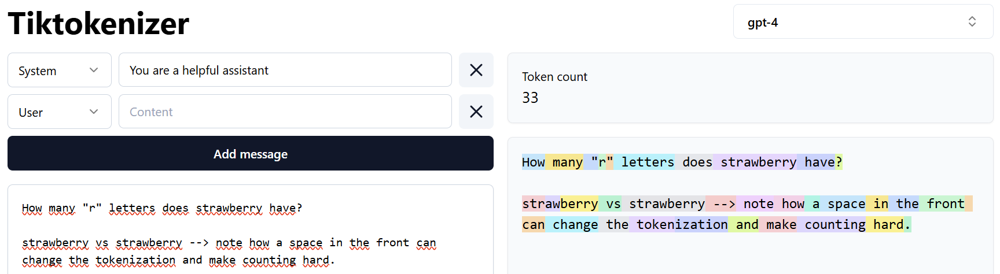 Tiktokenizer
gpt-4
System
You are a helpful assistant
User
Content
Add message
How many "r" letters does strawberry have?
strawberry vs strawberry --> note how a space in the front can
change the tokenization and make counting hard.
Token count
33
How many "r" letters does strawberry have?
strawberry vs strawberry --> note how a space in the front
can change the tokenization and make counting hard.